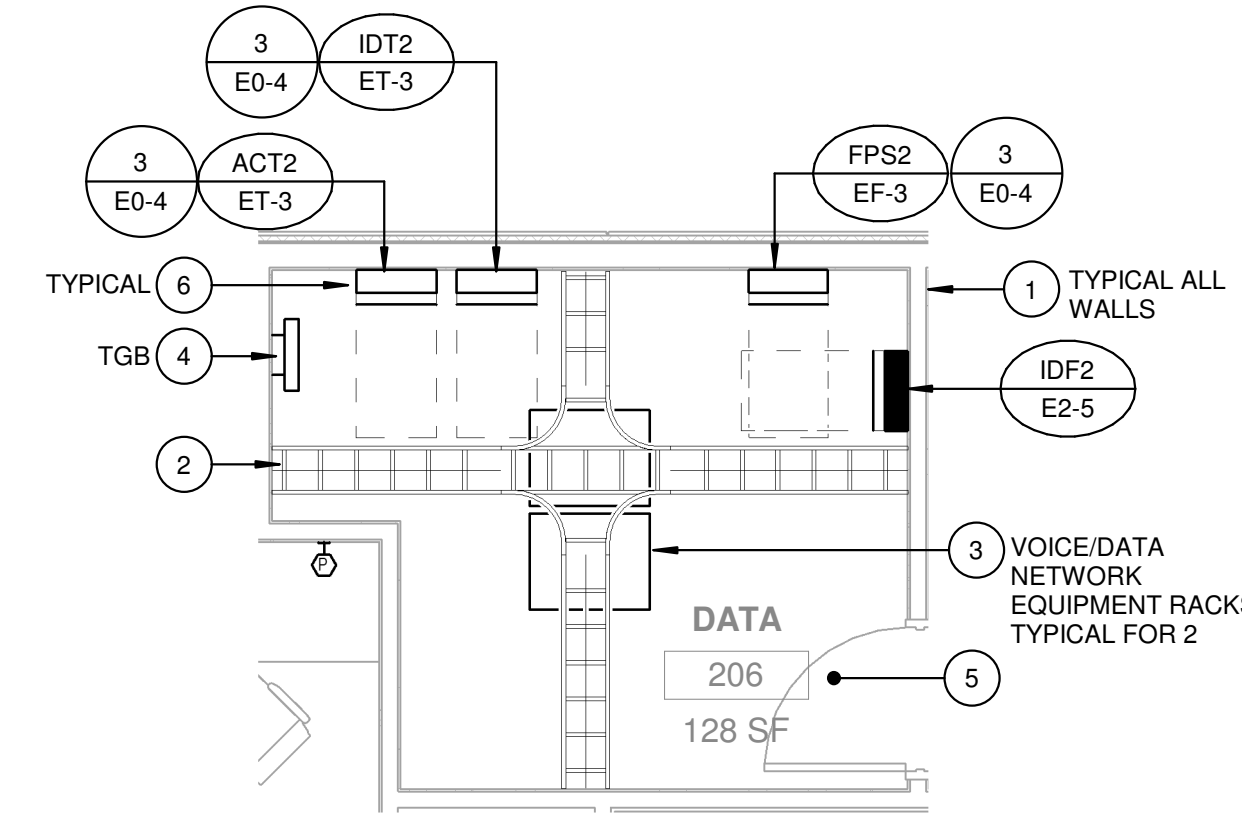 3
E0-4
IDT2
ET-3
3
E0-4
ACT2
ET-3
FPS2
EF-3
3
E0-4
TYPICAL
6
1
TYPICAL ALL
WALLS
TGB
4
IDF2
E2-5
2
3
VOICE/DATA
NETWORK
EQUIPMENT RACKS
TYPICAL FOR 2
P
DATA
206
128 SF
5